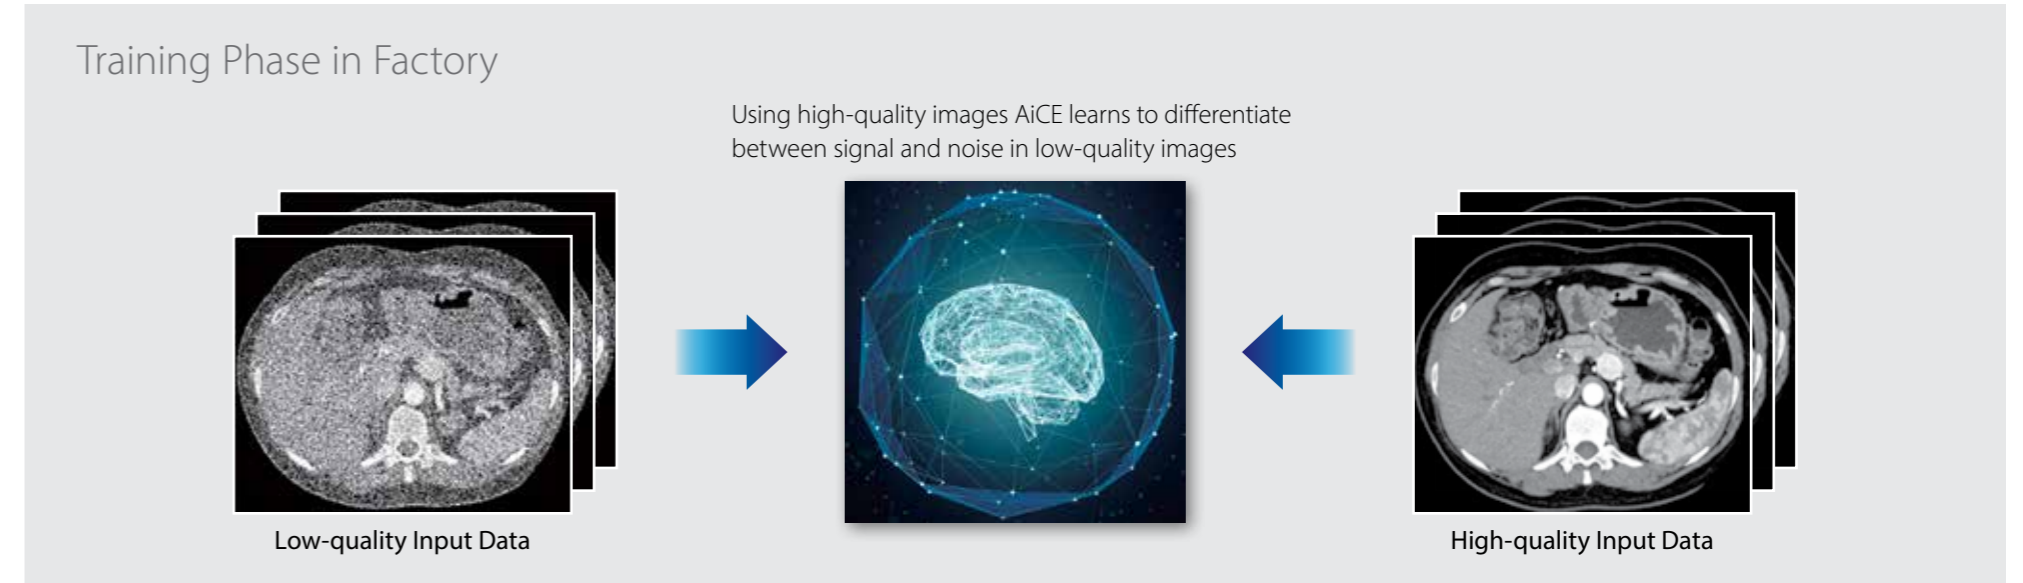 Training Phase in Factory
Using high-quality images AiCE learns to differentiate
between signal and noise in low-quality images
Low-quality Input Data
High-quality Input Data